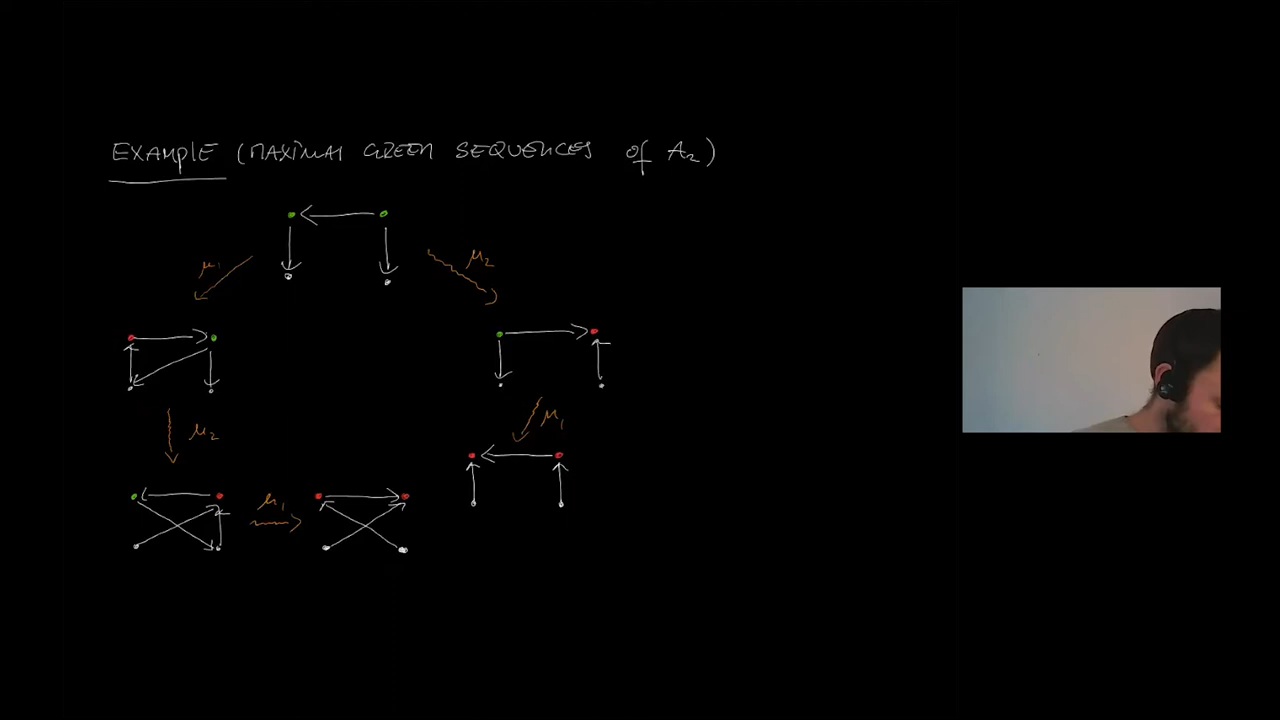 EXAMPLE (MAXIMAL GREEN SEQUENCES of A₂)
μ₁ μ₂
μ₂ μ₁
μ₁